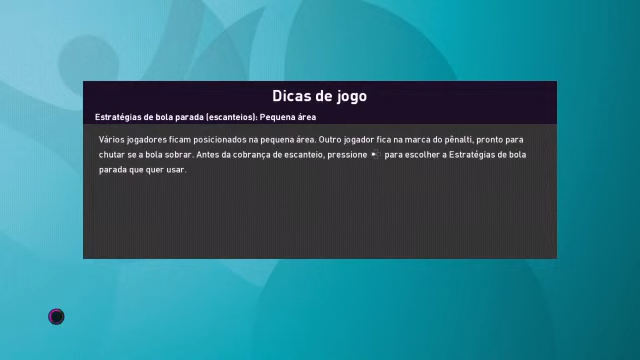 Dicas de jogo
Estratégias de bola parada (escanteios): Pequena área
Vários jogadores ficam posicionados na pequena área. Outro jogador fica na marca do pênalti, pronto para
chutar se a bola sobrar. Antes da cobrança de escanteio, pressione para escolher a Estratégias de bola
parada que quer usar.